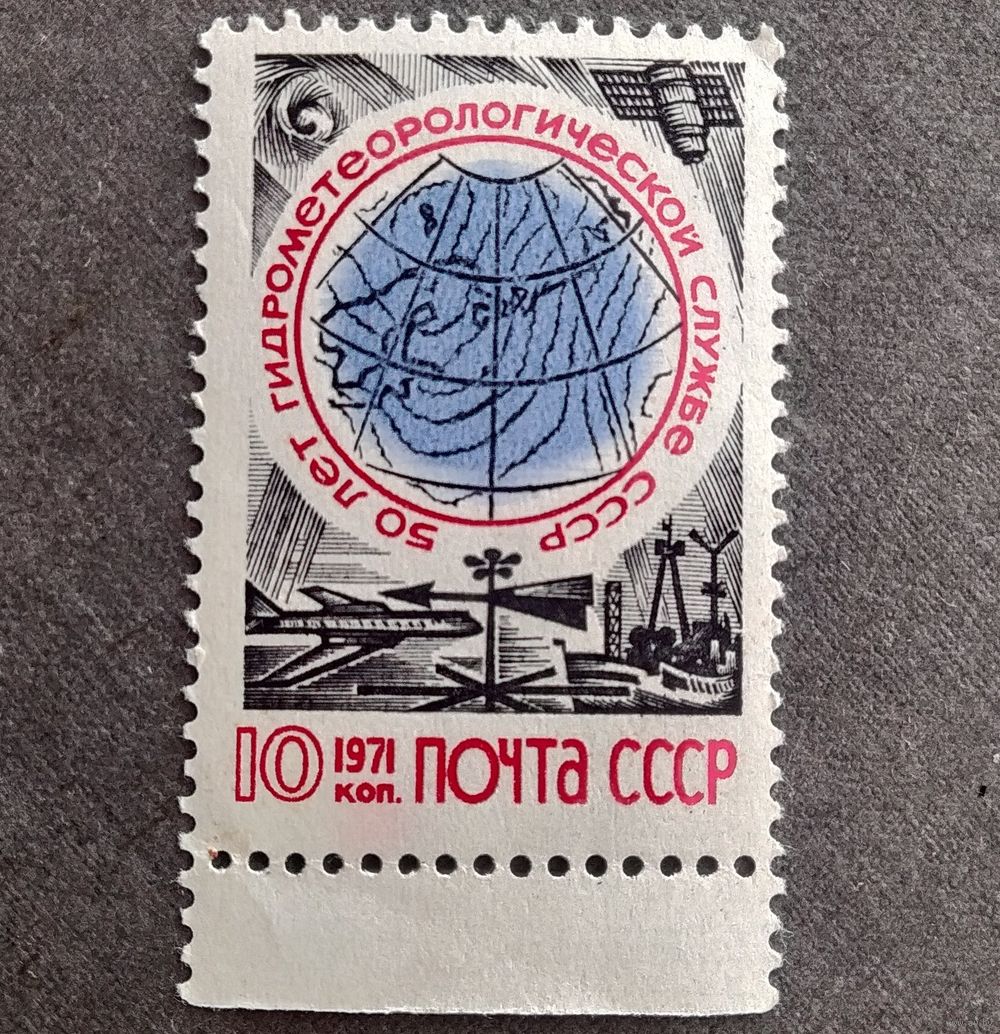 50 лет гидрометеорологической службе СССР
10 1971 коп. почта СССР